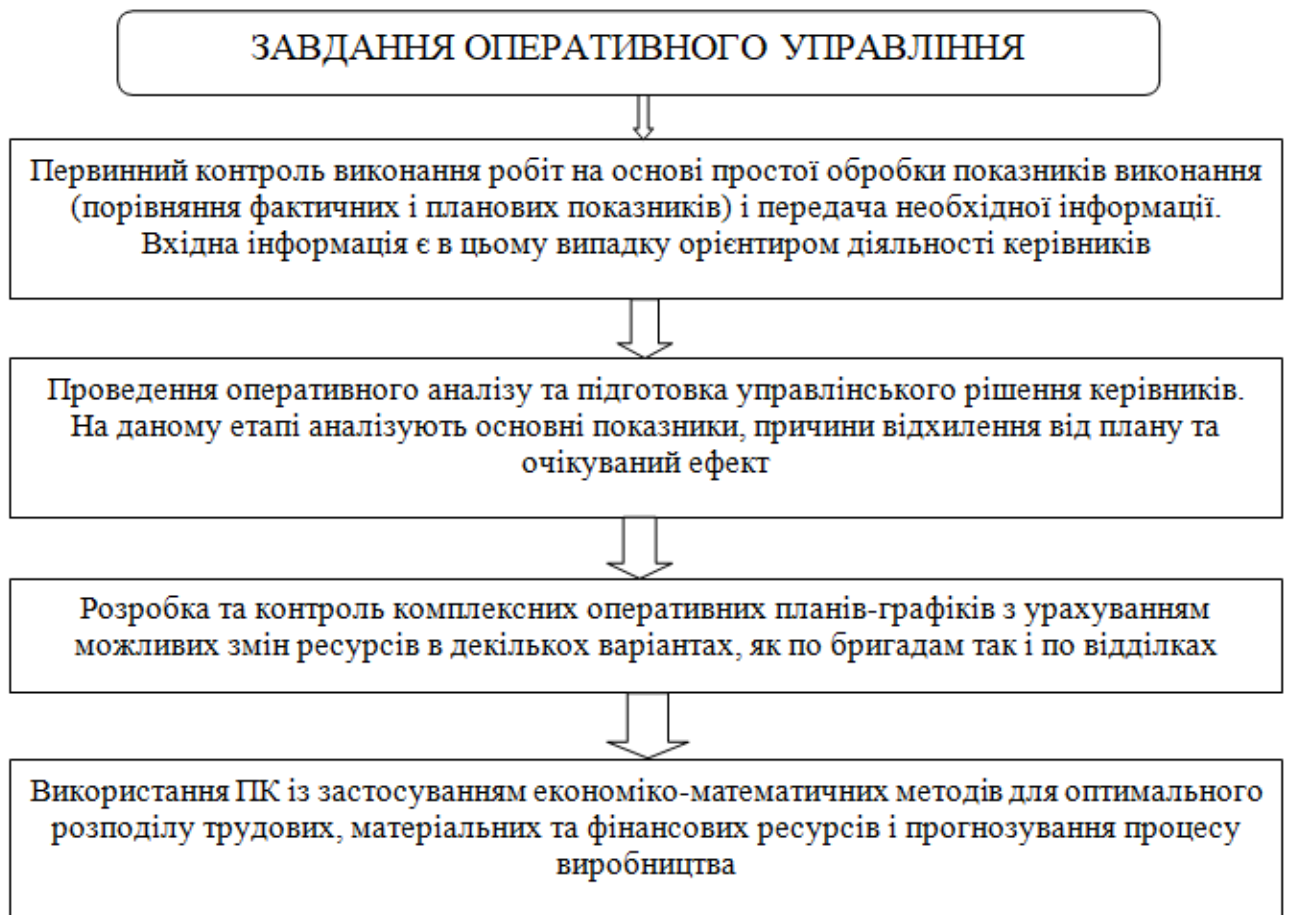 ЗАВДАННЯ ОПЕРАТИВНОГО УПРАВЛІННЯ
Первинний контроль виконання робіт на основі простої обробки показників виконання
(порівняння фактичних і планових показників) і передача необхідної інформації.
Вхідна інформація є в цьому випадку орієнтиром діяльності керівників
Проведення оперативного аналізу та підготовка управлінського рішення керівників.
На даному етапі аналізують основні показники, причини відхилення від плану та
очікуваний ефект
Розробка та контроль комплексних оперативних планів-графіків з урахуванням
можливих змін ресурсів в декількох варіантах, як по бригадам так і по відділках
Використання ПК із застосуванням економіко-математичних методів для оптимального
розподілу трудових, матеріальних та фінансових ресурсів і прогнозування процесу
виробництва